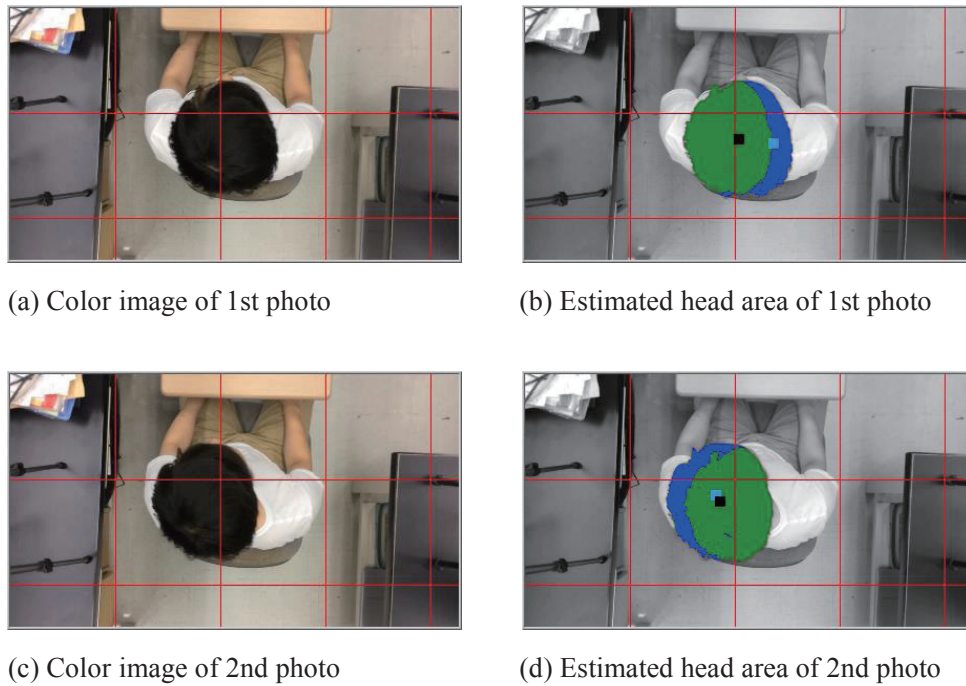 (a) Color image of 1st photo
(b) Estimated head area of 1st photo
(c) Color image of 2nd photo
(d) Estimated head area of 2nd photo